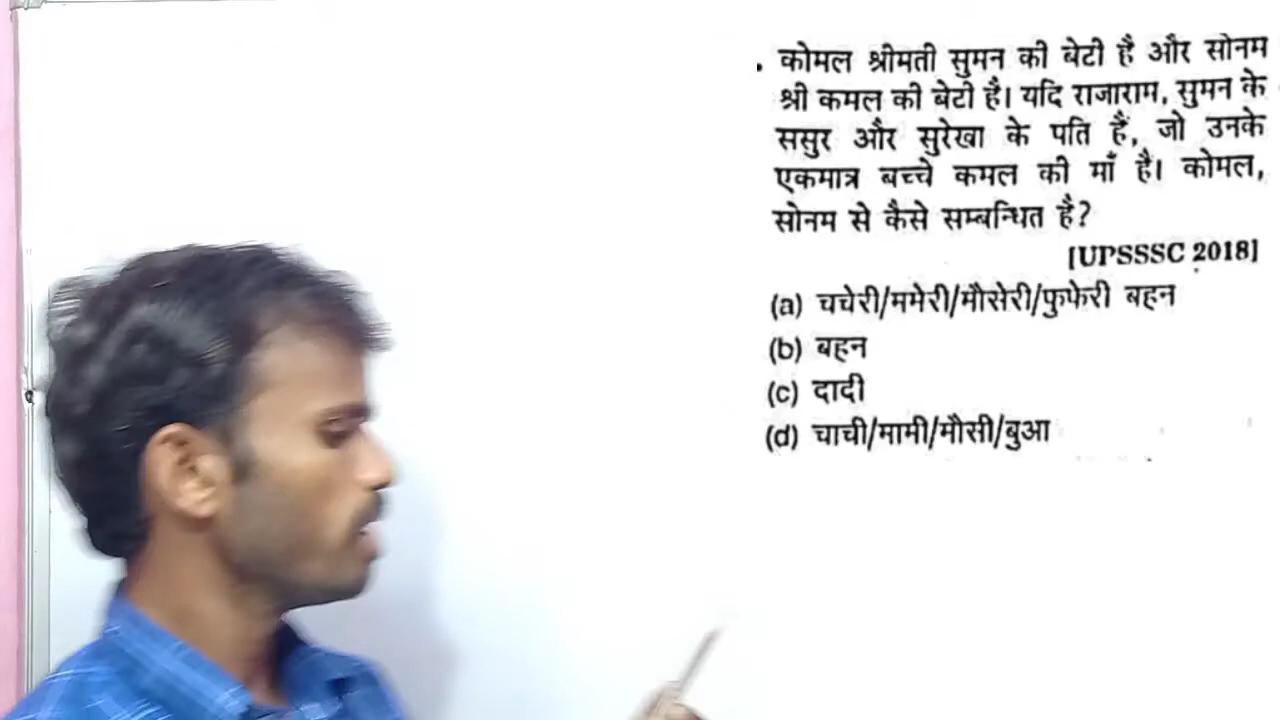 . कोमल श्रीमती सुमन की बेटी है और सोनम
श्री कमल की बेटी है। यदि राजाराम, सुमन के
ससुर और सुरेखा के पति हैं, जो उनके
एकमात्र बच्चे कमल की माँ है। कोमल,
सोनम से कैसे सम्बन्धित है?
[UPSSSC 2018]
(a) चचेरी/ममेरी/मौसेरी/फुफेरी बहन
(b) बहन
(c) दादी
(d) चाची/मामी/मौसी/बुआ